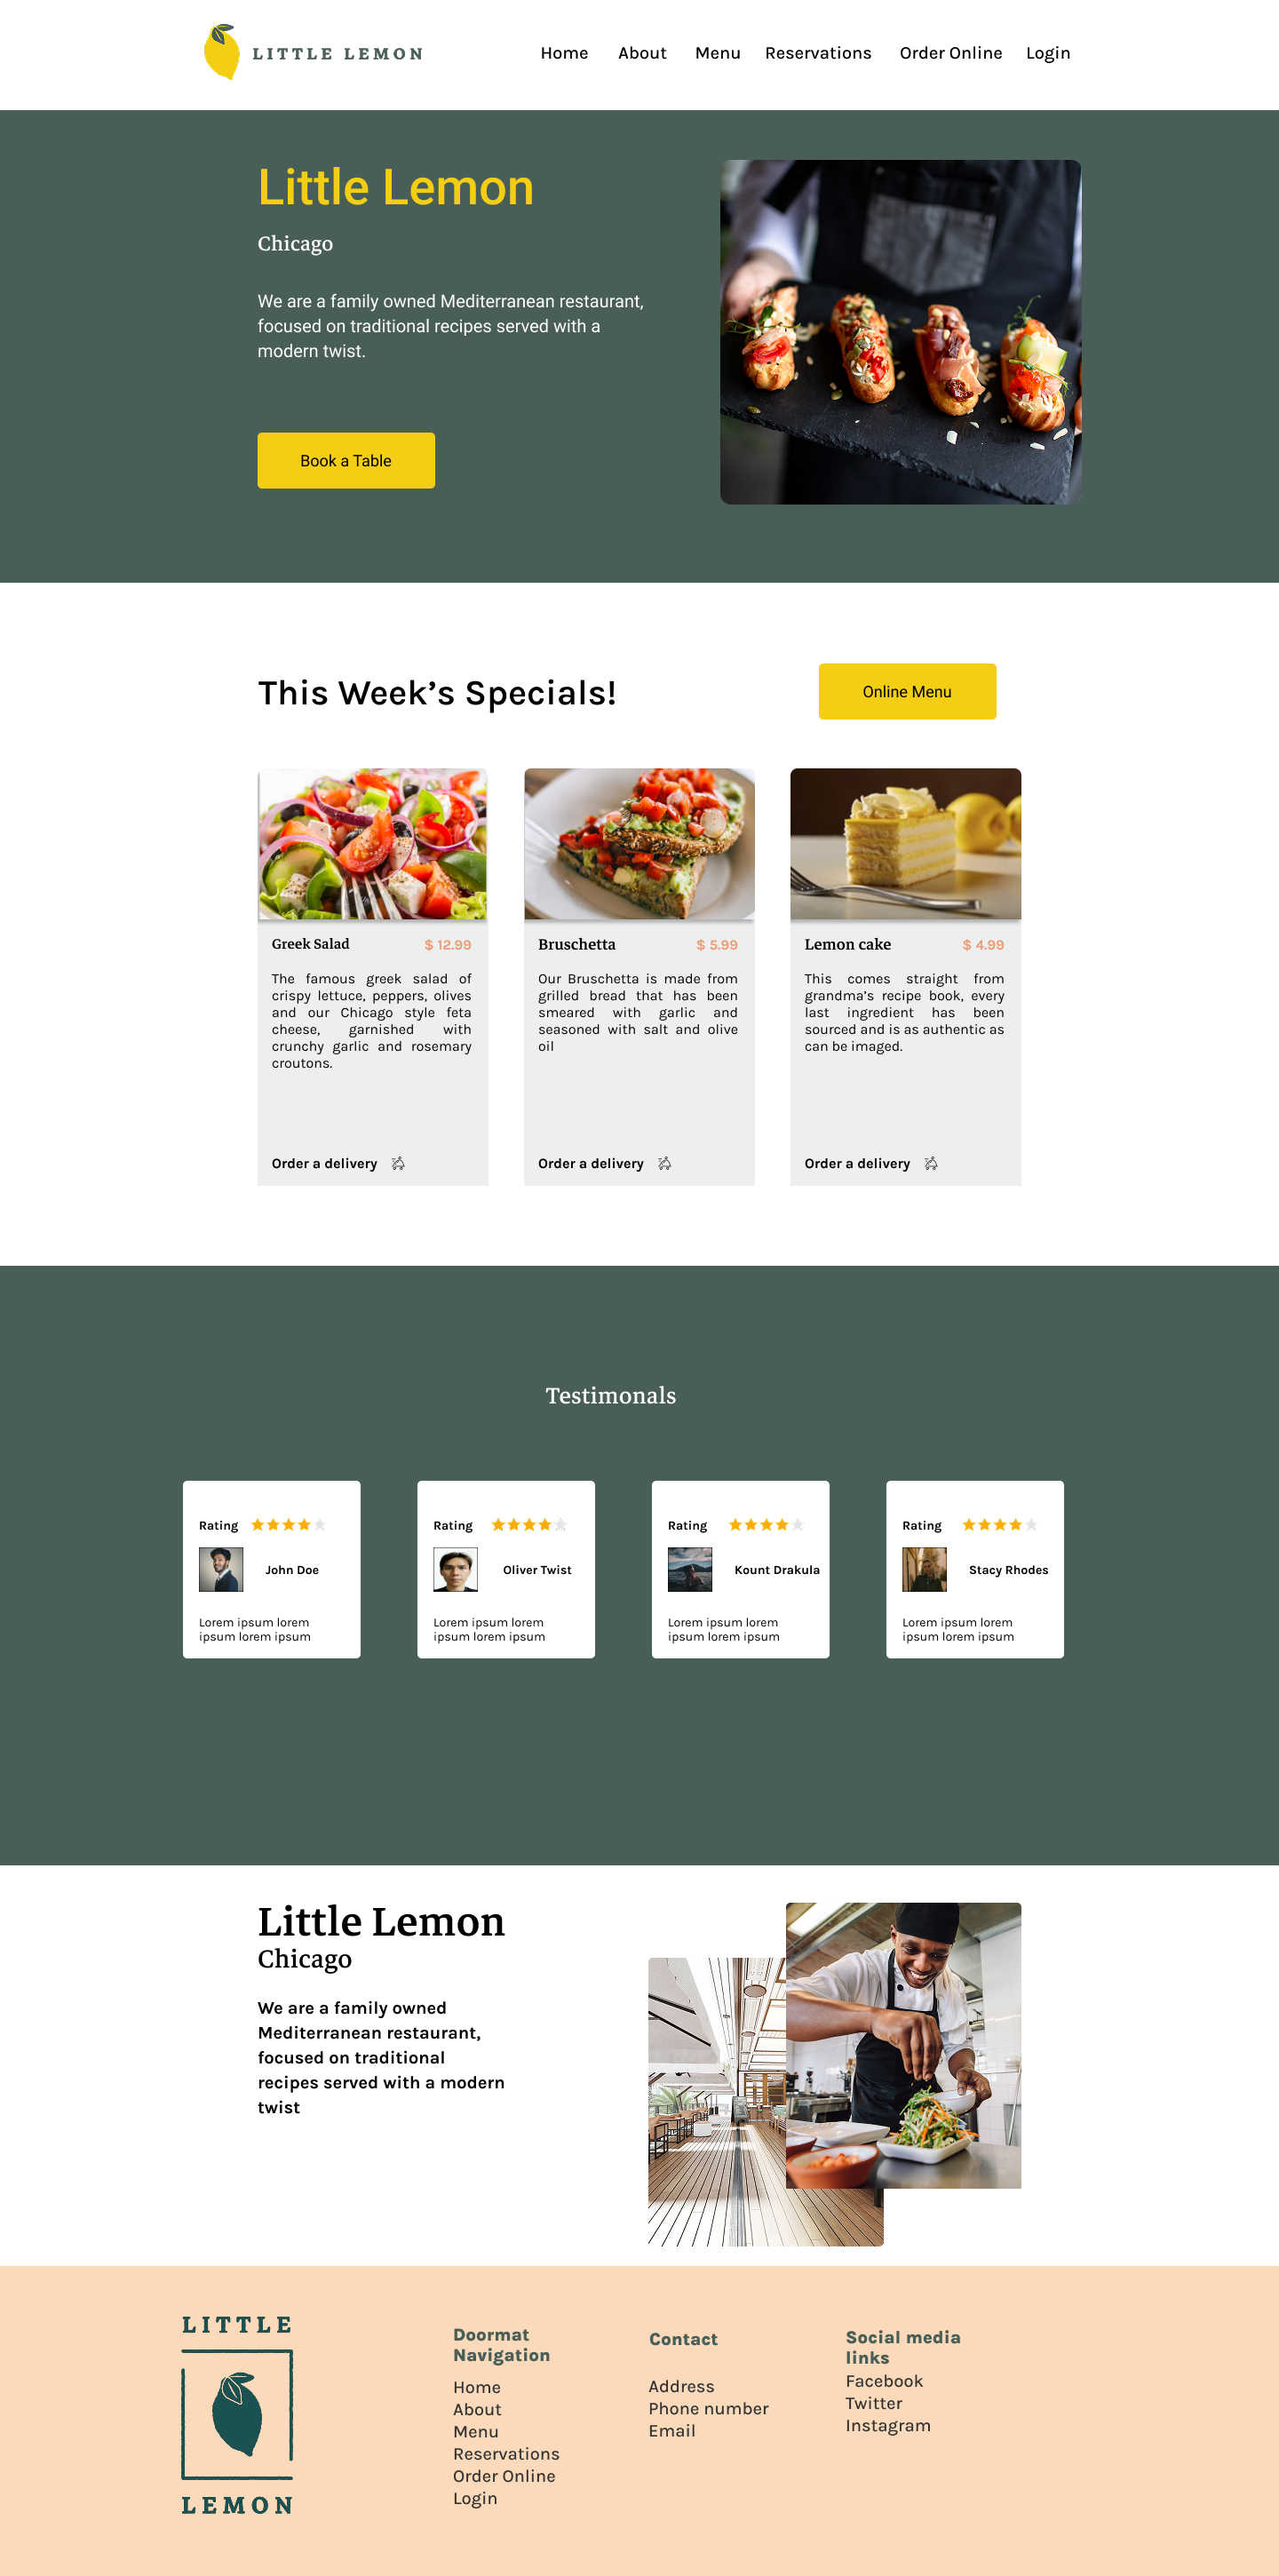 LITTLE LEMON
Home About Menu Reservations Order Online Login
Little Lemon
Chicago
We are a family owned Mediterranean restaurant,
focused on traditional recipes served with a
modern twist.
Book a Table
This Week’s Specials!
Online Menu
Greek Salad $ 12.99
The famous greek salad of
crispy lettuce, peppers, olives
and our Chicago style feta
cheese, garnished with
crunchy garlic and rosemary
croutons.
Order a delivery
Bruschetta $ 5.99
Our Bruschetta is made from
grilled bread that has been
smeared with garlic and
seasoned with salt and olive
oil
Order a delivery
Lemon cake $ 4.99
This comes straight from
grandma’s recipe book, every
last ingredient has been
sourced and is as authentic as
can be imaged.
Order a delivery
Testimonals
Rating
John Doe
Lorem ipsum lorem
ipsum lorem ipsum
Rating
Oliver Twist
Lorem ipsum lorem
ipsum lorem ipsum
Rating
Kount Drakula
Lorem ipsum lorem
ipsum lorem ipsum
Rating
Stacy Rhodes
Lorem ipsum lorem
ipsum lorem ipsum
Little Lemon
Chicago
We are a family owned
Mediterranean restaurant,
focused on traditional
recipes served with a modern
twist
LITTLE
LEMON
Doormat
Navigation
Home
About
Menu
Reservations
Order Online
Login
Contact
Address
Phone number
Email
Social media
links
Facebook
Twitter
Instagram